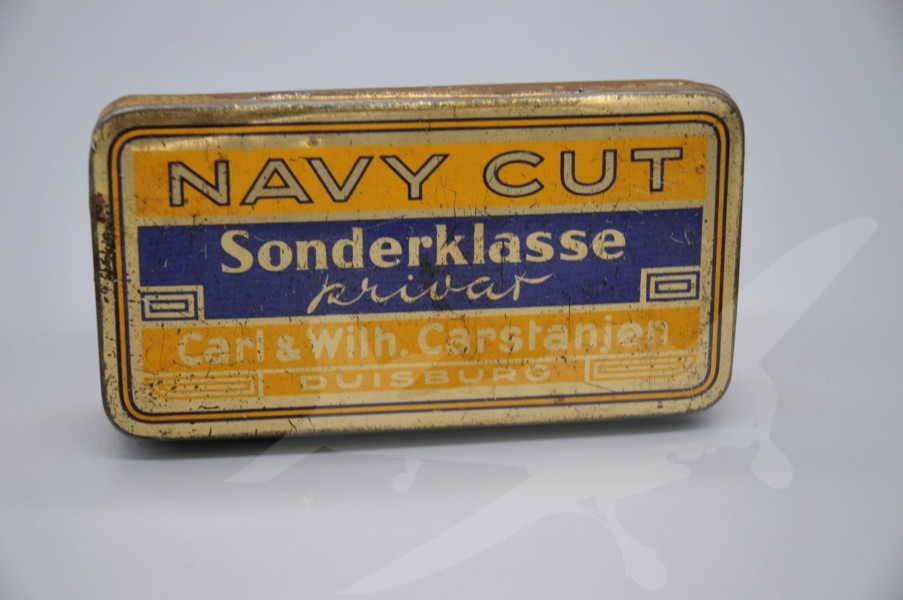 NAVY CUT
Sonderklasse
privat
Carl & Wilh. Carstanjen
DUISBURG